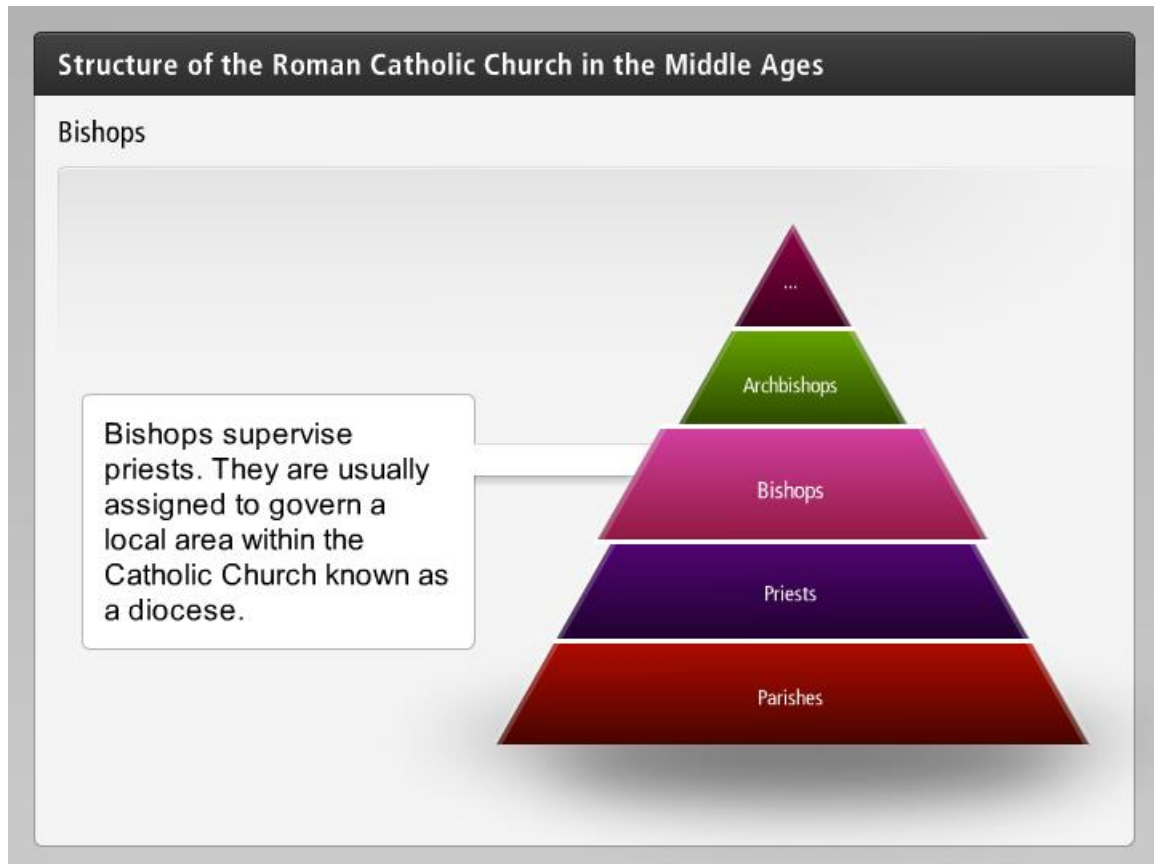 Structure of the Roman Catholic Church in the Middle Ages
Bishops
...
Archbishops
Bishops supervise
priests. They are usually
assigned to govern a
local area within the
Catholic Church known as
a diocese.
Bishops
Priests
Parishes